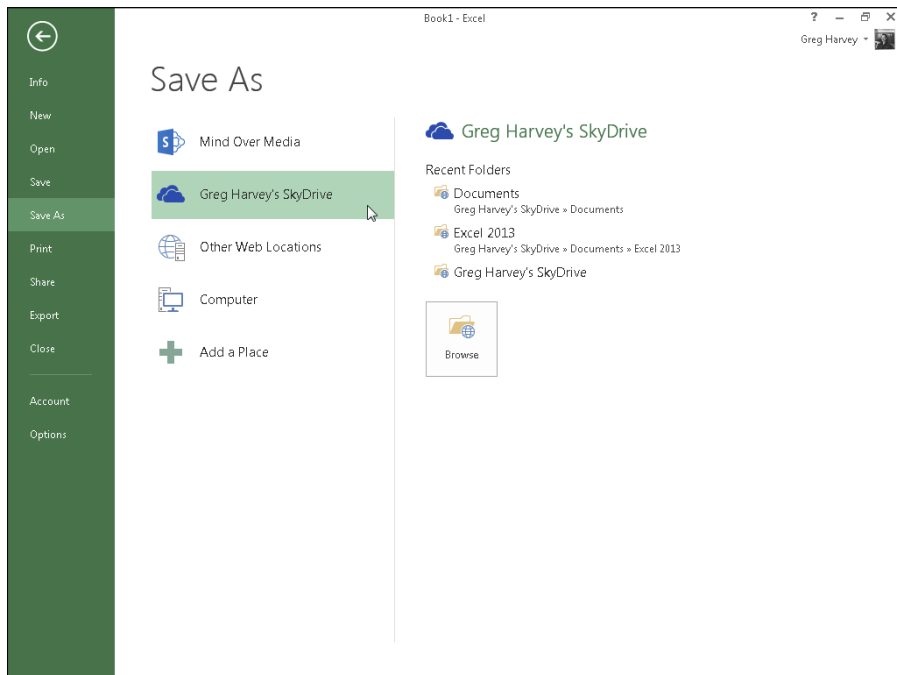 Book1 - Excel
?
Greg Harvey
Info
New
Open
Save
Save As
Print
Share
Export
Close
Account
Options
Save As
S
Mind Over Media
Greg Harvey's SkyDrive
Other Web Locations
Computer
Add a Place
Greg Harvey's SkyDrive
Recent Folders
Documents
Greg Harvey's SkyDrive » Documents
Excel 2013
Greg Harvey's SkyDrive » Documents » Excel 2013
Greg Harvey's SkyDrive
Browse